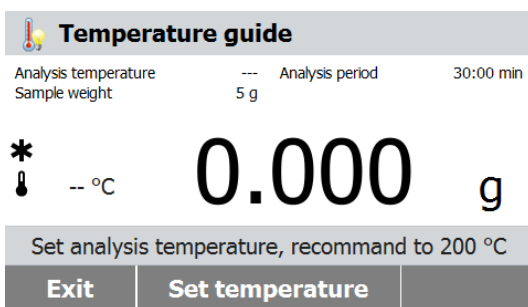 Temperature guide
Analysis temperature --- Analysis period 30:00 min
Sample weight 5 g
* -- °C 0.000 g
Set analysis temperature, recommand to 200 °C
Exit Set temperature